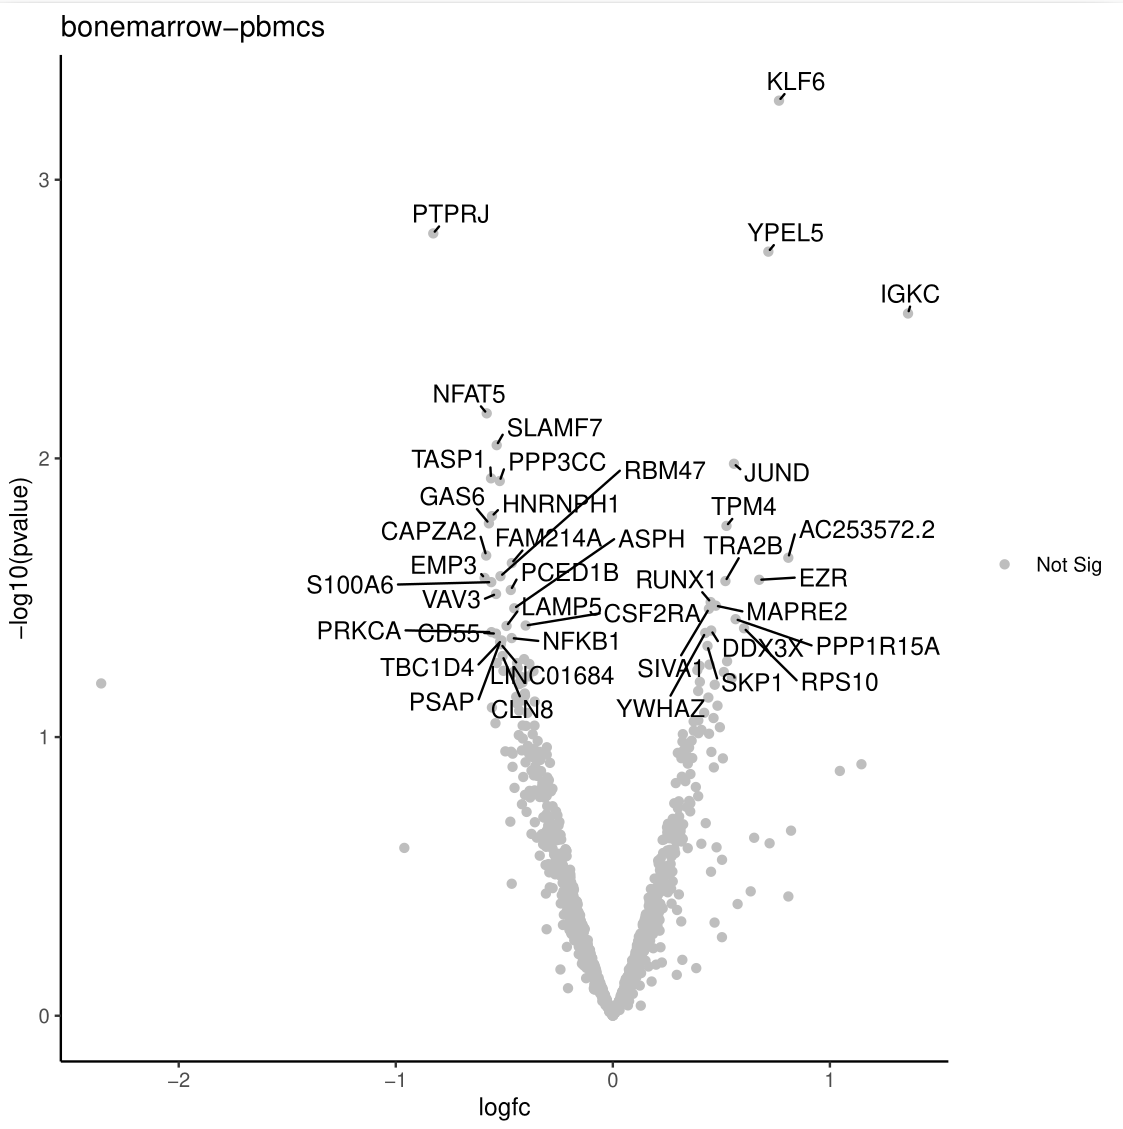 bonemarrow−pbmcs
KLF6
3
PTPRJ
YPEL5
IGKC
NFAT5
SLAMF7
2
TASP1
PPP3CC
RBM47
JUND
GAS6
HNRNPH1
TPM4
CAPZA2
FAM214A
ASPH
TRA2B
AC253572.2
EMP3
PCED1B
S100A6
RUNX1
EZR
Not Sig
VAV3
LAMP5
CSF2RA
MAPRE2
PRKCA
CD55
NFKB1
DDX3X
PPP1R15A
TBC1D4
LINC01684
SIVA1
SKP1
RPS10
PSAP
CLN8
YWHAZ
1
0
−log10(pvalue)
−2
−1
0
1
logfc